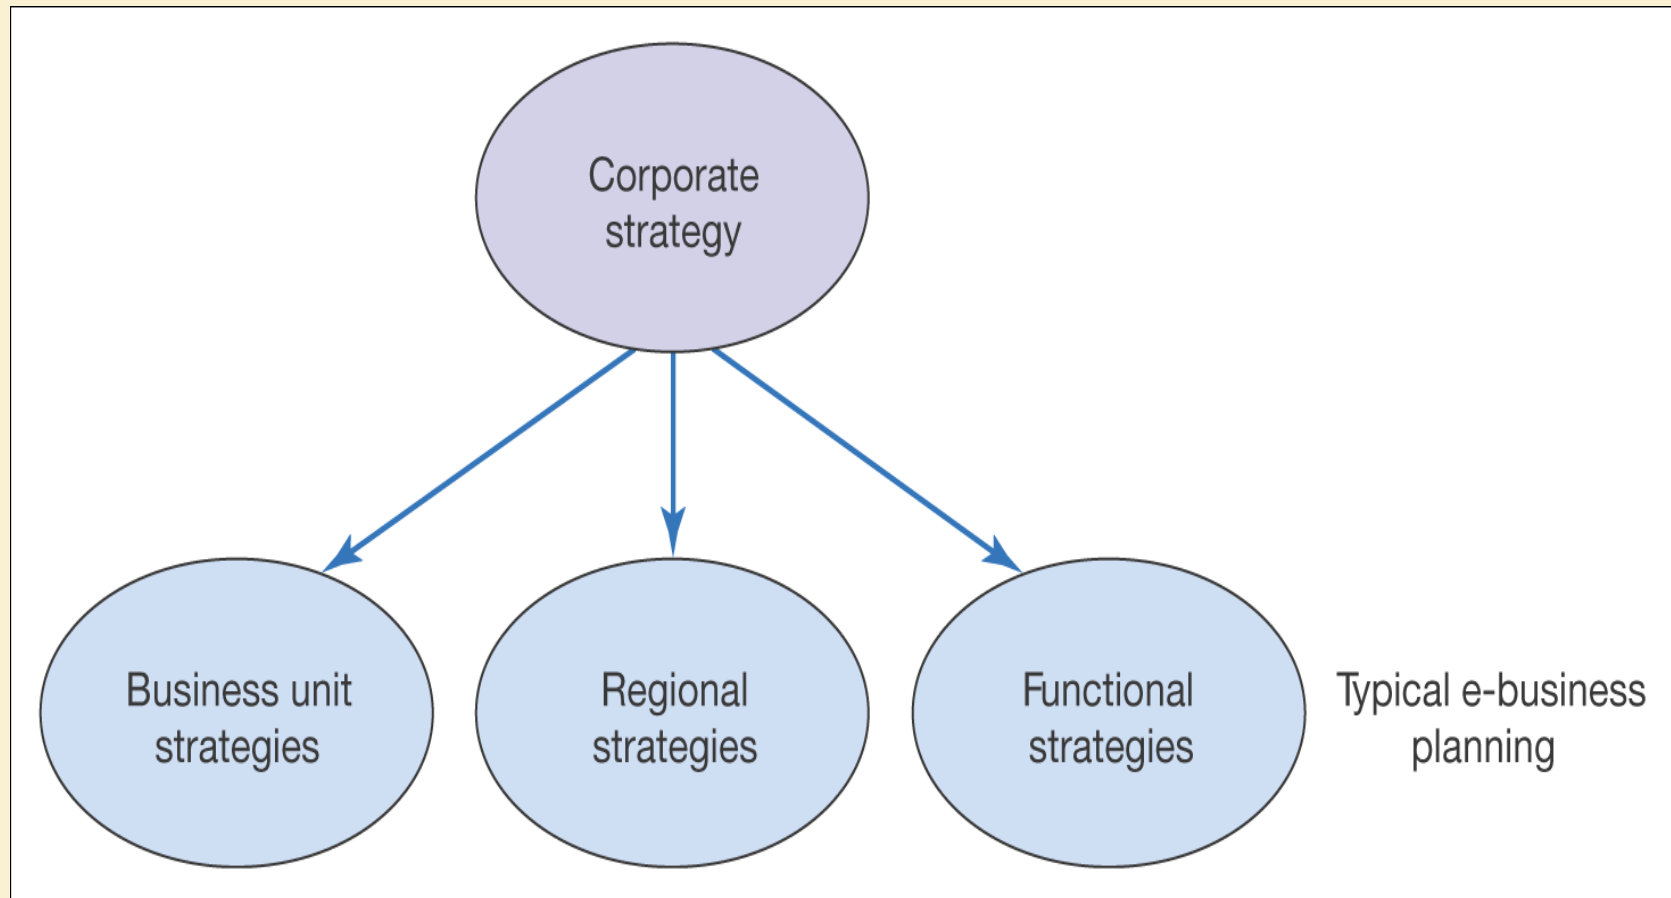 Corporate
strategy
Business unit
strategies
Regional
strategies
Functional
strategies
Typical e-business
planning